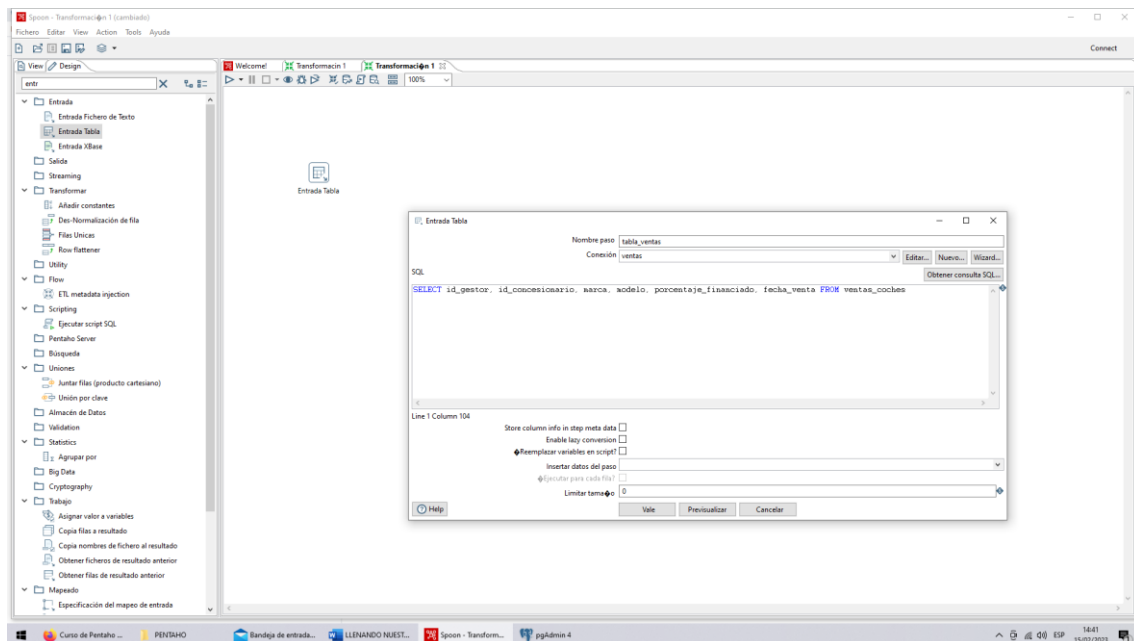 Spoon - Transformaci�n 1 (cambiado)
Fichero Editar View Action Tools Ayuda
Connect
View Design
entr
Entrada
Entrada Fichero de Texto
Entrada Tabla
Entrada XBase
Salida
Streaming
Transformar
Añadir constantes
Des-Normalización de fila
Filas Unicas
Row flattener
Utility
Flow
ETL metadata injection
Scripting
Ejecutar script SQL
Pentaho Server
Búsqueda
Uniones
Juntar filas (producto cartesiano)
Unión por clave
Almacén de Datos
Validation
Statistics
Agrupar por
Big Data
Cryptography
Trabajo
Asignar valor a variables
Copia filas a resultado
Copia nombres de fichero al resultado
Obtener ficheros de resultado anterior
Obtener filas de resultado anterior
Mapeado
Especificación del mapeo de entrada
Welcome! Transformacin 1 Transformaci�n 1
100%
Entrada Tabla
Entrada Tabla
Nombre paso tabla_ventas
Conexión ventas Editar... Nuevo... Wizard...
SQL Obtener consulta SQL...
SELECT id_gestor, id_concesionario, marca, modelo, porcentaje_financiado, fecha_venta FROM ventas_coches
Line 1 Column 104
Store column info in step meta data
Enable lazy conversion
�Reemplazar variables en script?
Insertar datos del paso
�Ejecutar para cada fila?
Limitar tama�o 0
Help Vale Previsualizar Cancelar
Curso de Pentaho ... PENTAHO Bandeja de entrada... LLENANDO NUEST... Spoon - Transform... pgAdmin 4 ESP 14:41
15/02/2023